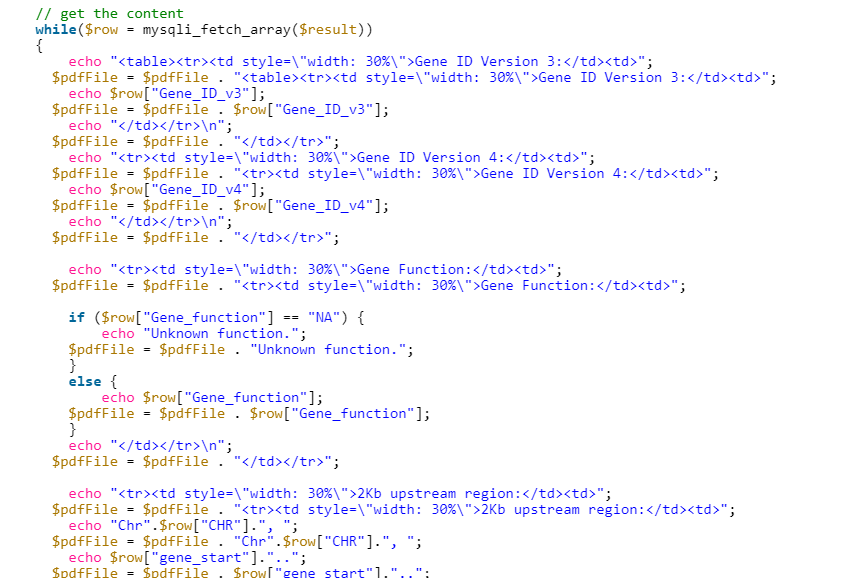 // get the content
while($row = mysqli_fetch_array($result))
{
echo "<table><tr><td style=\"width: 30%\">Gene ID Version 3:</td><td>";
$pdfFile = $pdfFile . "<table><tr><td style=\"width: 30%\">Gene ID Version 3:</td><td>";
echo $row["Gene_ID_v3"];
$pdfFile = $pdfFile . $row["Gene_ID_v3"];
echo "</td></tr>\n";
$pdfFile = $pdfFile . "</td></tr>";
echo "<tr><td style=\"width: 30%\">Gene ID Version 4:</td><td>";
$pdfFile = $pdfFile . "<tr><td style=\"width: 30%\">Gene ID Version 4:</td><td>";
echo $row["Gene_ID_v4"];
$pdfFile = $pdfFile . $row["Gene_ID_v4"];
echo "</td></tr>\n";
$pdfFile = $pdfFile . "</td></tr>";
echo "<tr><td style=\"width: 30%\">Gene Function:</td><td>";
$pdfFile = $pdfFile . "<tr><td style=\"width: 30%\">Gene Function:</td><td>";
if ($row["Gene_function"] == "NA") {
echo "Unknown function.";
$pdfFile = $pdfFile . "Unknown function.";
}
else {
echo $row["Gene_function"];
$pdfFile = $pdfFile . $row["Gene_function"];
}
echo "</td></tr>\n";
$pdfFile = $pdfFile . "</td></tr>";
echo "<tr><td style=\"width: 30%\">2Kb upstream region:</td><td>";
$pdfFile = $pdfFile . "<tr><td style=\"width: 30%\">2Kb upstream region:</td><td>";
echo "Chr".$row["CHR"].", ";
$pdfFile = $pdfFile . "Chr".$row["CHR"].", ";
echo $row["gene_start"]."..";
$pdfFile = $pdfFile . $row["gene_start"]."..";